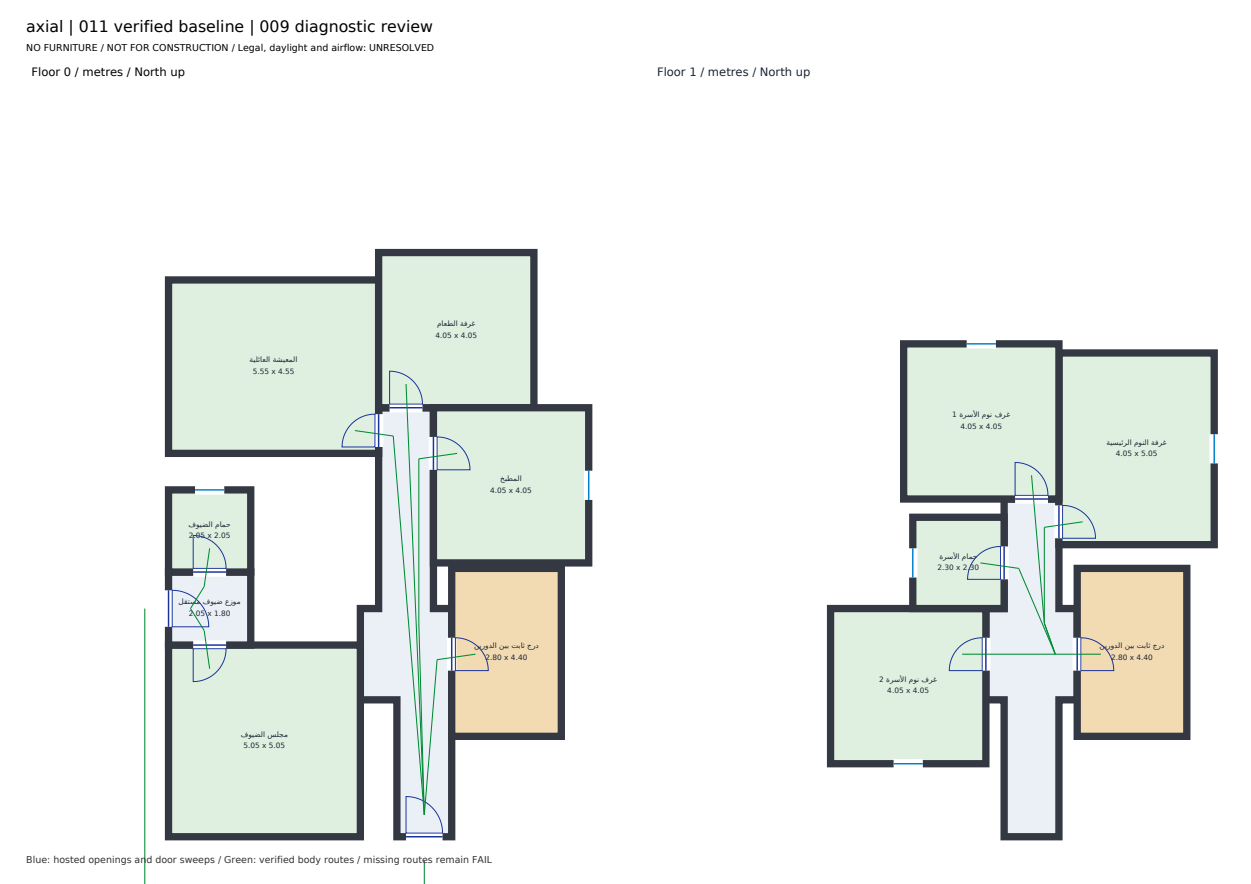 axial | 011 verified baseline | 009 diagnostic review
NO FURNITURE / NOT FOR CONSTRUCTION / Legal, daylight and airflow: UNRESOLVED
Floor 0 / metres / North up
Floor 1 / metres / North up
غرفة الطعام
4.05 x 4.05
المعيشة العائلية
5.55 x 4.55
المطبخ
4.05 x 4.05
حمام الضيوف
2.05 x 2.05
موزع ضيوف مستقل
2.05 x 1.80
درج ثابت بين الدورين
2.80 x 4.40
مجلس الضيوف
5.05 x 5.05
غرف نوم الأسرة 1
4.05 x 4.05
غرفة النوم الرئيسية
4.05 x 5.05
حمام الأسرة
2.30 x 2.30
درج ثابت بين الدورين
2.80 x 4.40
غرف نوم الأسرة 2
4.05 x 4.05
Blue: hosted openings and door sweeps / Green: verified body routes / missing routes remain FAIL